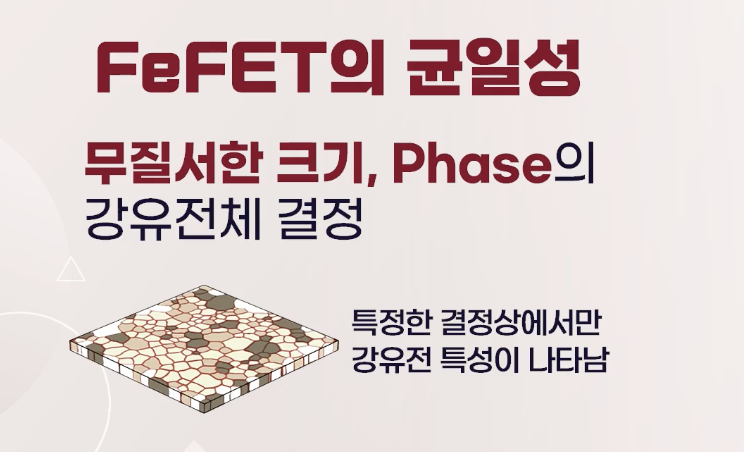 FeFET의 균일성
무질서한 크기, Phase의
강유전체 결정
특정한 결정상에서만
강유전 특성이 나타남